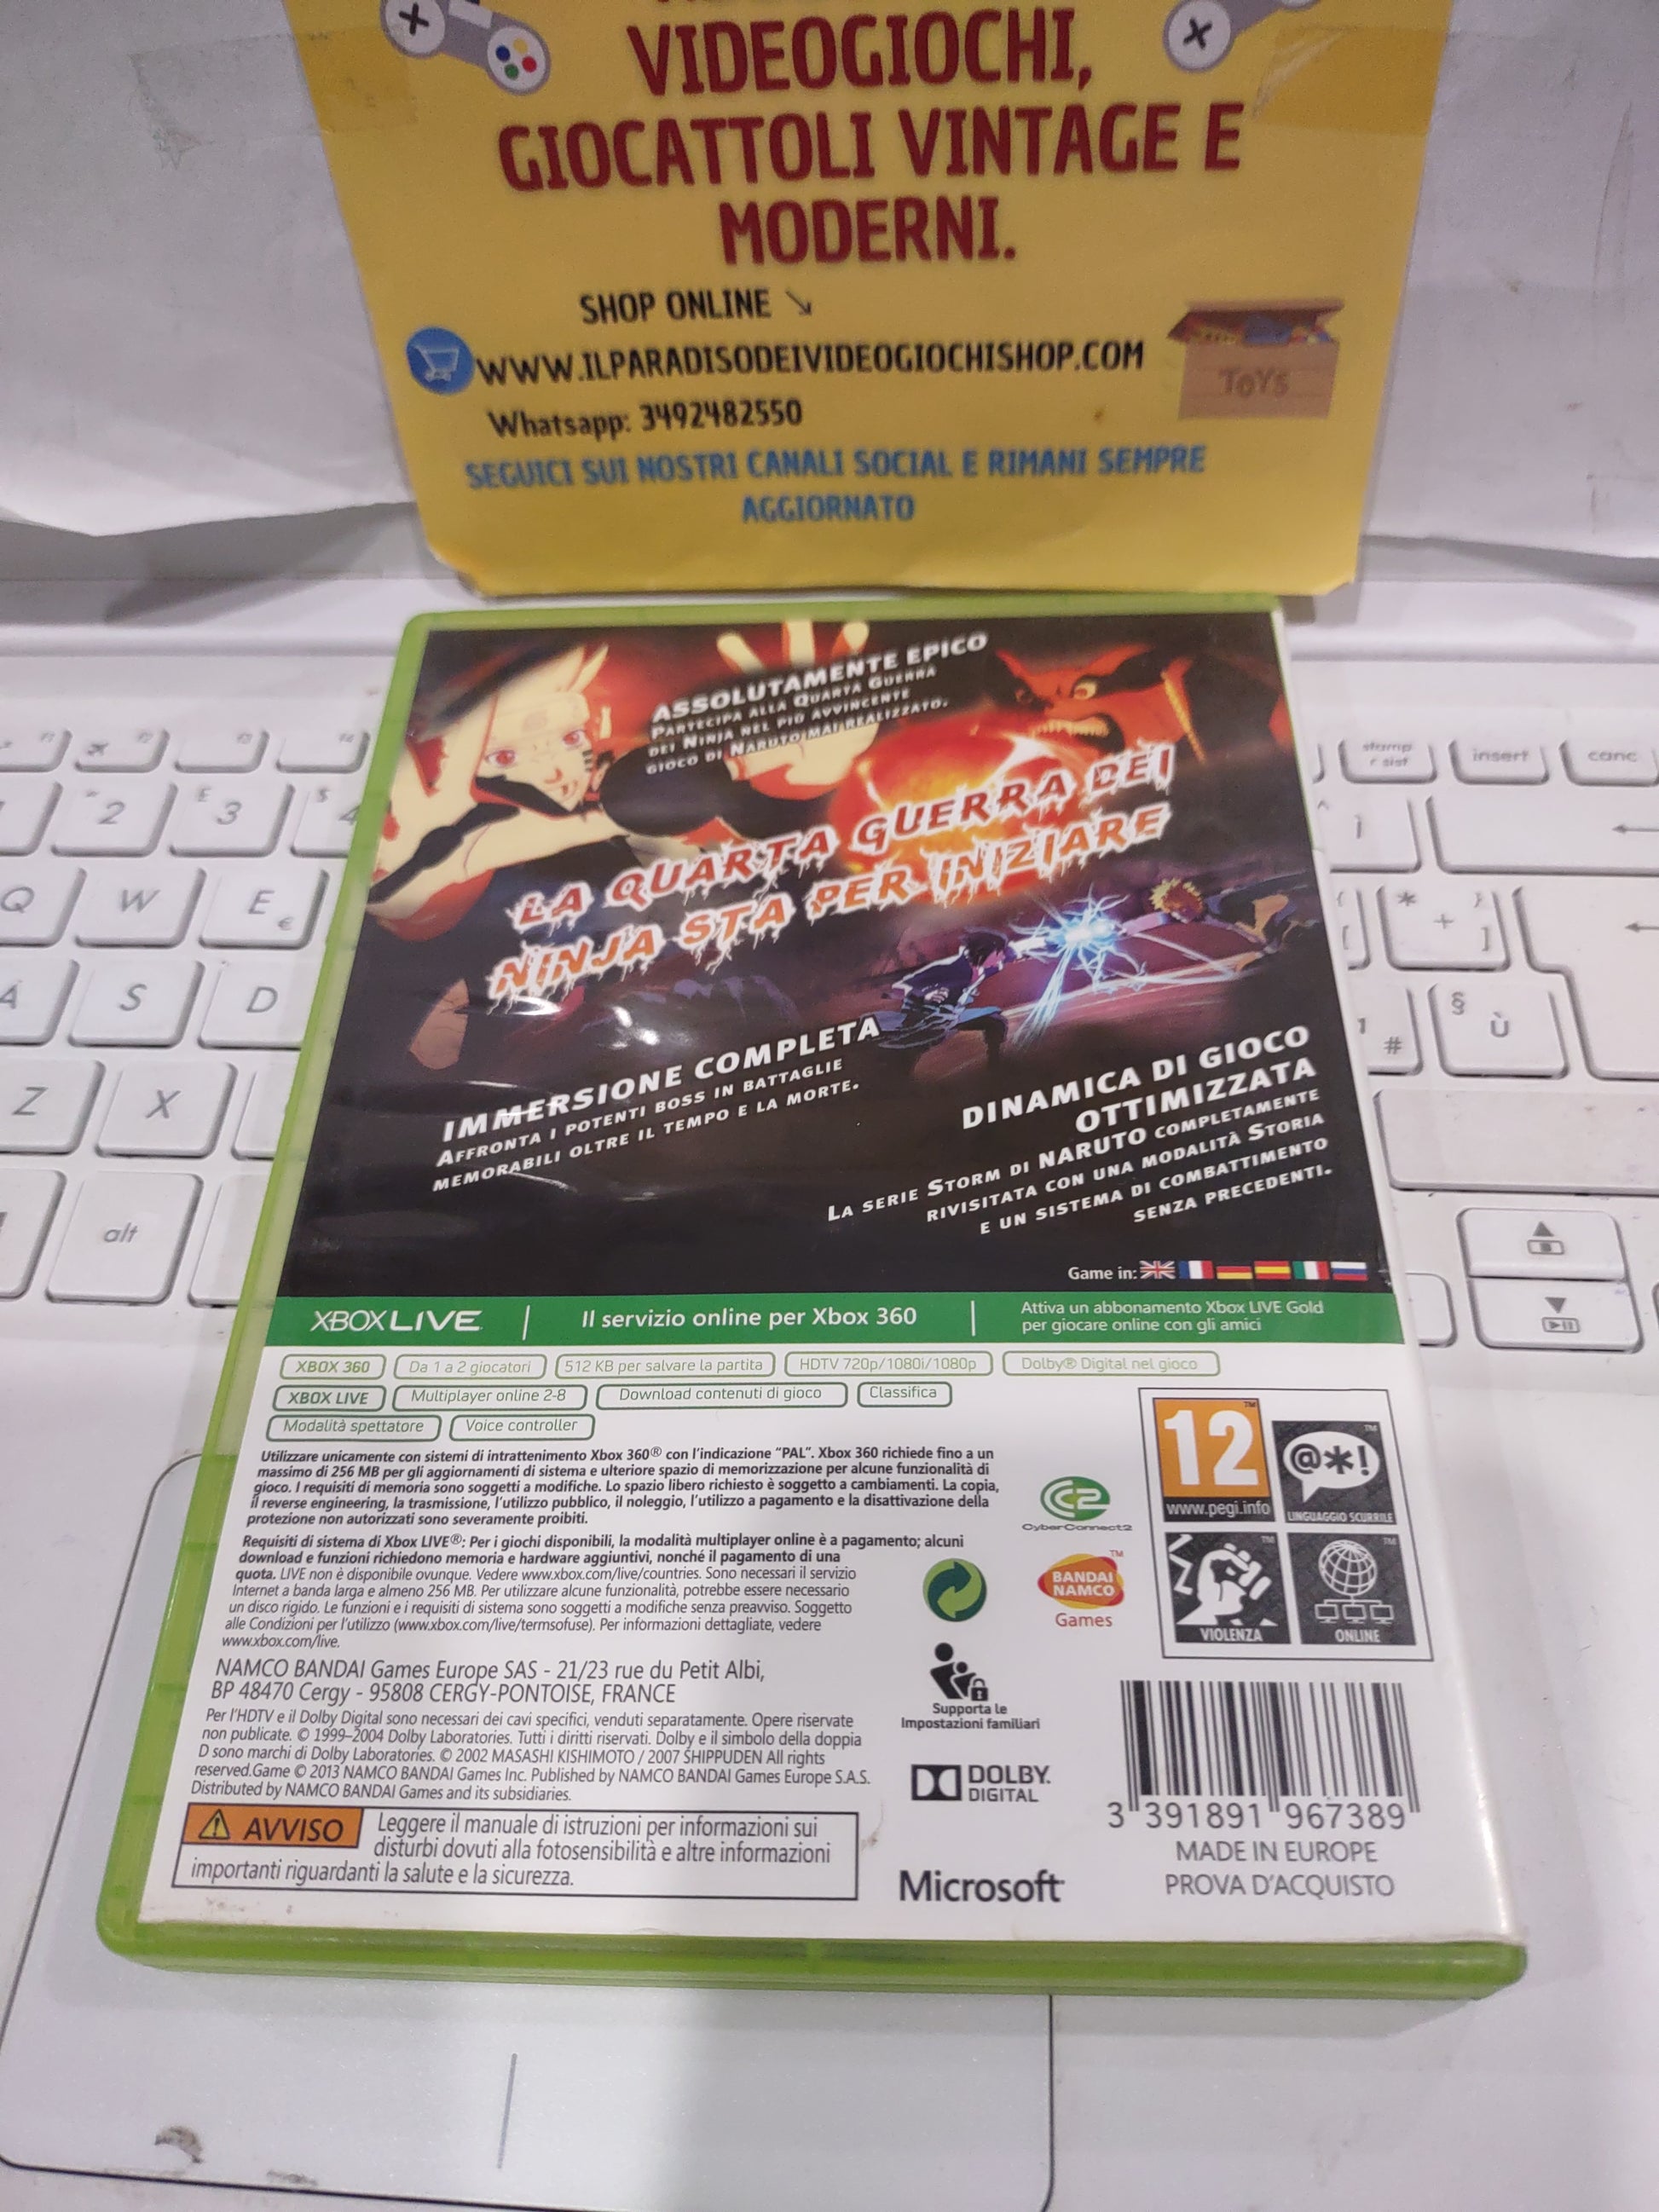 VIDEOGIOCHI,
GIOCATTOLI VINTAGE E
MODERNI.
SHOP ONLINE ↘
WWW.ILPARADISODEIVIDEOGIOCHISHOP.COM
TOYS
Whatsapp: 3492482550
SEGUICI SUI NOSTRI CANALI SOCIAL E RIMANI SEMPRE
AGGIORNATO
ASSOLUTAMENTE EPICO
PARTECIPA ALLA QUARTA GUERRA
DEI NINJA NEL PIÙ AVVINCENTE
GIOCO DI NARUTO MAI REALIZZATO.
LA QUARTA GUERRA DEI
NINJA STA PER INIZIARE
IMMERSIONE COMPLETA
AFFRONTA I POTENTI BOSS IN BATTAGLIE
MEMORABILI OLTRE IL TEMPO E LA MORTE.
DINAMICA DI GIOCO
OTTIMIZZATA
LA SERIE STORM DI NARUTO COMPLETAMENTE
RIVISITATA CON UNA MODALITÀ STORIA
E UN SISTEMA DI COMBATTIMENTO
SENZA PRECEDENTI.
Game in:
XBOX LIVE
Il servizio online per Xbox 360
Attiva un abbonamento Xbox LIVE Gold
per giocare online con gli amici
XBOX 360 Da 1 a 2 giocatori 512 KB per salvare la partita HDTV 720p/1080i/1080p Dolby® Digital nel gioco
XBOX LIVE Multiplayer online 2-8 Download contenuti di gioco Classifica
Modalità spettatore Voice controller
Utilizzare unicamente con sistemi di intrattenimento Xbox 360® con l'indicazione "PAL". Xbox 360 richiede fino a un
massimo di 256 MB per gli aggiornamenti di sistema e ulteriore spazio di memorizzazione per alcune funzionalità di
gioco. I requisiti di memoria sono soggetti a modifiche. Lo spazio libero richiesto è soggetto a cambiamenti. La copia,
il reverse engineering, la trasmissione, l'utilizzo pubblico, il noleggio, l'utilizzo a pagamento e la disattivazione della
protezione non autorizzati sono severamente proibiti.
Requisiti di sistema di Xbox LIVE®: Per i giochi disponibili, la modalità multiplayer online è a pagamento; alcuni
download e funzioni richiedono memoria e hardware aggiuntivi, nonché il pagamento di una
quota. LIVE non è disponibile ovunque. Vedere www.xbox.com/live/countries. Sono necessari il servizio
Internet a banda larga e almeno 256 MB. Per utilizzare alcune funzionalità, potrebbe essere necessario
un disco rigido. Le funzioni e i requisiti di sistema sono soggetti a modifiche senza preavviso. Soggetto
alle Condizioni per l'utilizzo (www.xbox.com/live/termsofuse). Per informazioni dettagliate, vedere
www.xbox.com/live.
NAMCO BANDAI Games Europe SAS - 21/23 rue du Petit Albi,
BP 48470 Cergy - 95808 CERGY-PONTOISE, FRANCE
Per l'HDTV e il Dolby Digital sono necessari dei cavi specifici, venduti separatamente. Opere riservate
non publicate. © 1999–2004 Dolby Laboratories. Tutti i diritti riservati. Dolby e il simbolo della doppia
D sono marchi di Dolby Laboratories. © 2002 MASASHI KISHIMOTO / 2007 SHIPPUDEN All rights
reserved.Game © 2013 NAMCO BANDAI Games Inc. Published by NAMCO BANDAI Games Europe S.A.S.
Distributed by NAMCO BANDAI Games and its subsidiaries.
AVVISO Leggere il manuale di istruzioni per informazioni sui
disturbi dovuti alla fotosensibilità e altre informazioni
importanti riguardanti la salute e la sicurezza.
CyberConnect2
BANDAI
NAMCO
Games
Supporta le
Impostazioni familiari
DOLBY
DIGITAL
Microsoft
12
www.pegi.info
@*!
LINGUAGGIO SCURRILE
VIOLENZA
ONLINE
3 391891 967389
MADE IN EUROPE
PROVA D'ACQUISTO
stamp
r sist
insert
canc
2
£
3
$
4
Q
W
E
€
A
S
D
Z
X
alt
*
+
]
§
Ù
#